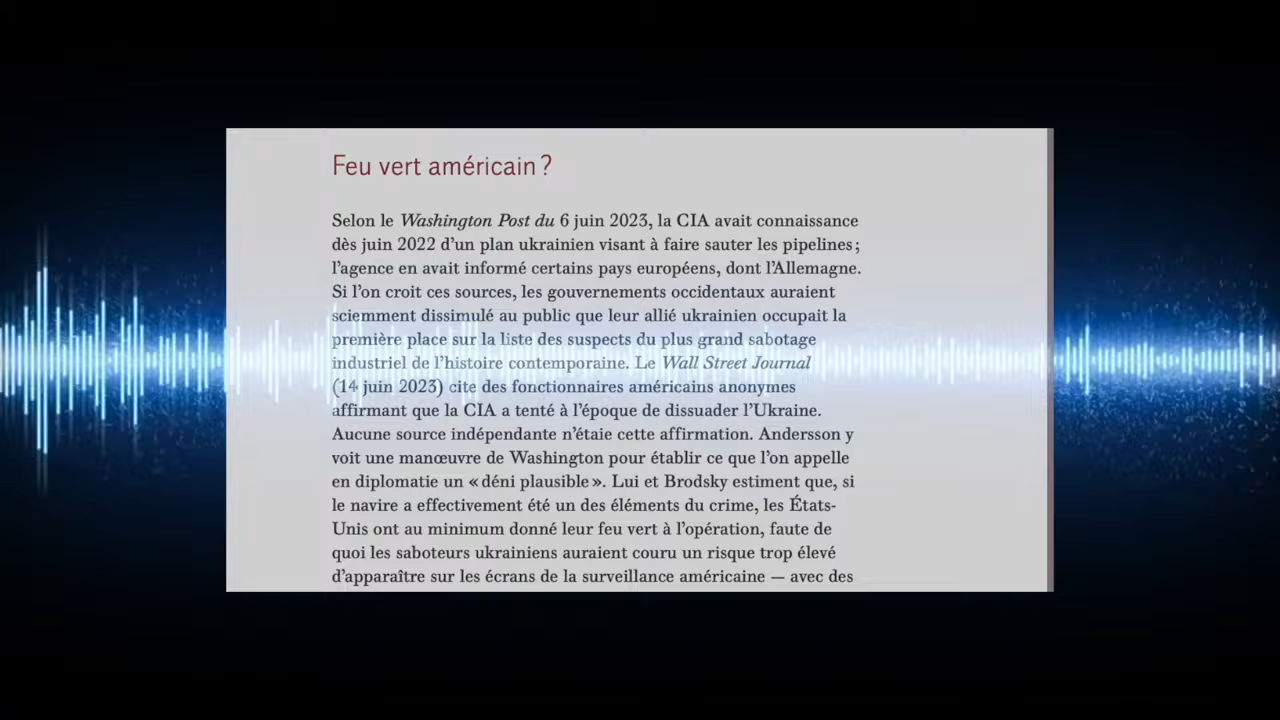 Feu vert américain ?
Selon le Washington Post du 6 juin 2023, la CIA avait connaissance
dès juin 2022 d’un plan ukrainien visant à faire sauter les pipelines ;
l’agence en avait informé certains pays européens, dont l’Allemagne.
Si l’on croit ces sources, les gouvernements occidentaux auraient
sciemment dissimulé au public que leur allié ukrainien occupait la
première place sur la liste des suspects du plus grand sabotage
industriel de l’histoire contemporaine. Le Wall Street Journal
(14 juin 2023) cite des fonctionnaires américains anonymes
affirmant que la CIA a tenté à l’époque de dissuader l’Ukraine.
Aucune source indépendante n’étaie cette affirmation. Andersson y
voit une manœuvre de Washington pour établir ce que l’on appelle
en diplomatie un « déni plausible ». Lui et Brodsky estiment que, si
le navire a effectivement été un des éléments du crime, les États-
Unis ont au minimum donné leur feu vert à l’opération, faute de
quoi les saboteurs ukrainiens auraient couru un risque trop élevé
d’apparaître sur les écrans de la surveillance américaine — avec des